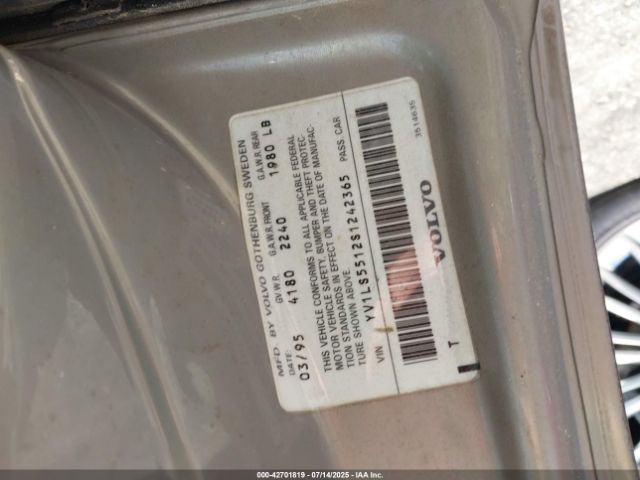 MFD. BY VOLVO GOTHENBURG SWEDEN
DATE: G.V.W.R. G.A.W.R. FRONT G.A.W.R. REAR
03/95 4180 2240 1980 LB
THIS VEHICLE CONFORMS TO ALL APPLICABLE FEDERAL
MOTOR VEHICLE SAFETY, BUMPER AND THEFT PROTEC-
TION STANDARDS IN EFFECT ON THE DATE OF MANUFAC-
TURE SHOWN ABOVE.
VIN YV1LS5512S1242365 PASS. CAR
T VOLVO 3514635
000-42701819 - 07/14/2025 - IAA Inc.